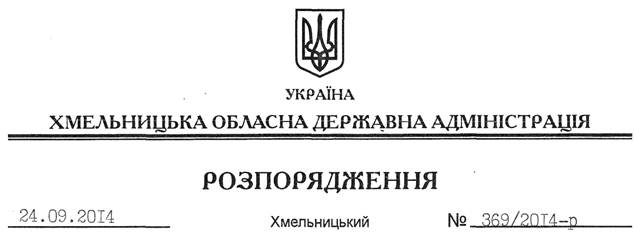 УКРАЇНА
ХМЕЛЬНИЦЬКА ОБЛАСНА ДЕРЖАВНА АДМІНІСТРАЦІЯ
РОЗПОРЯДЖЕННЯ
24.09.2014 Хмельницький № 369/2014-р